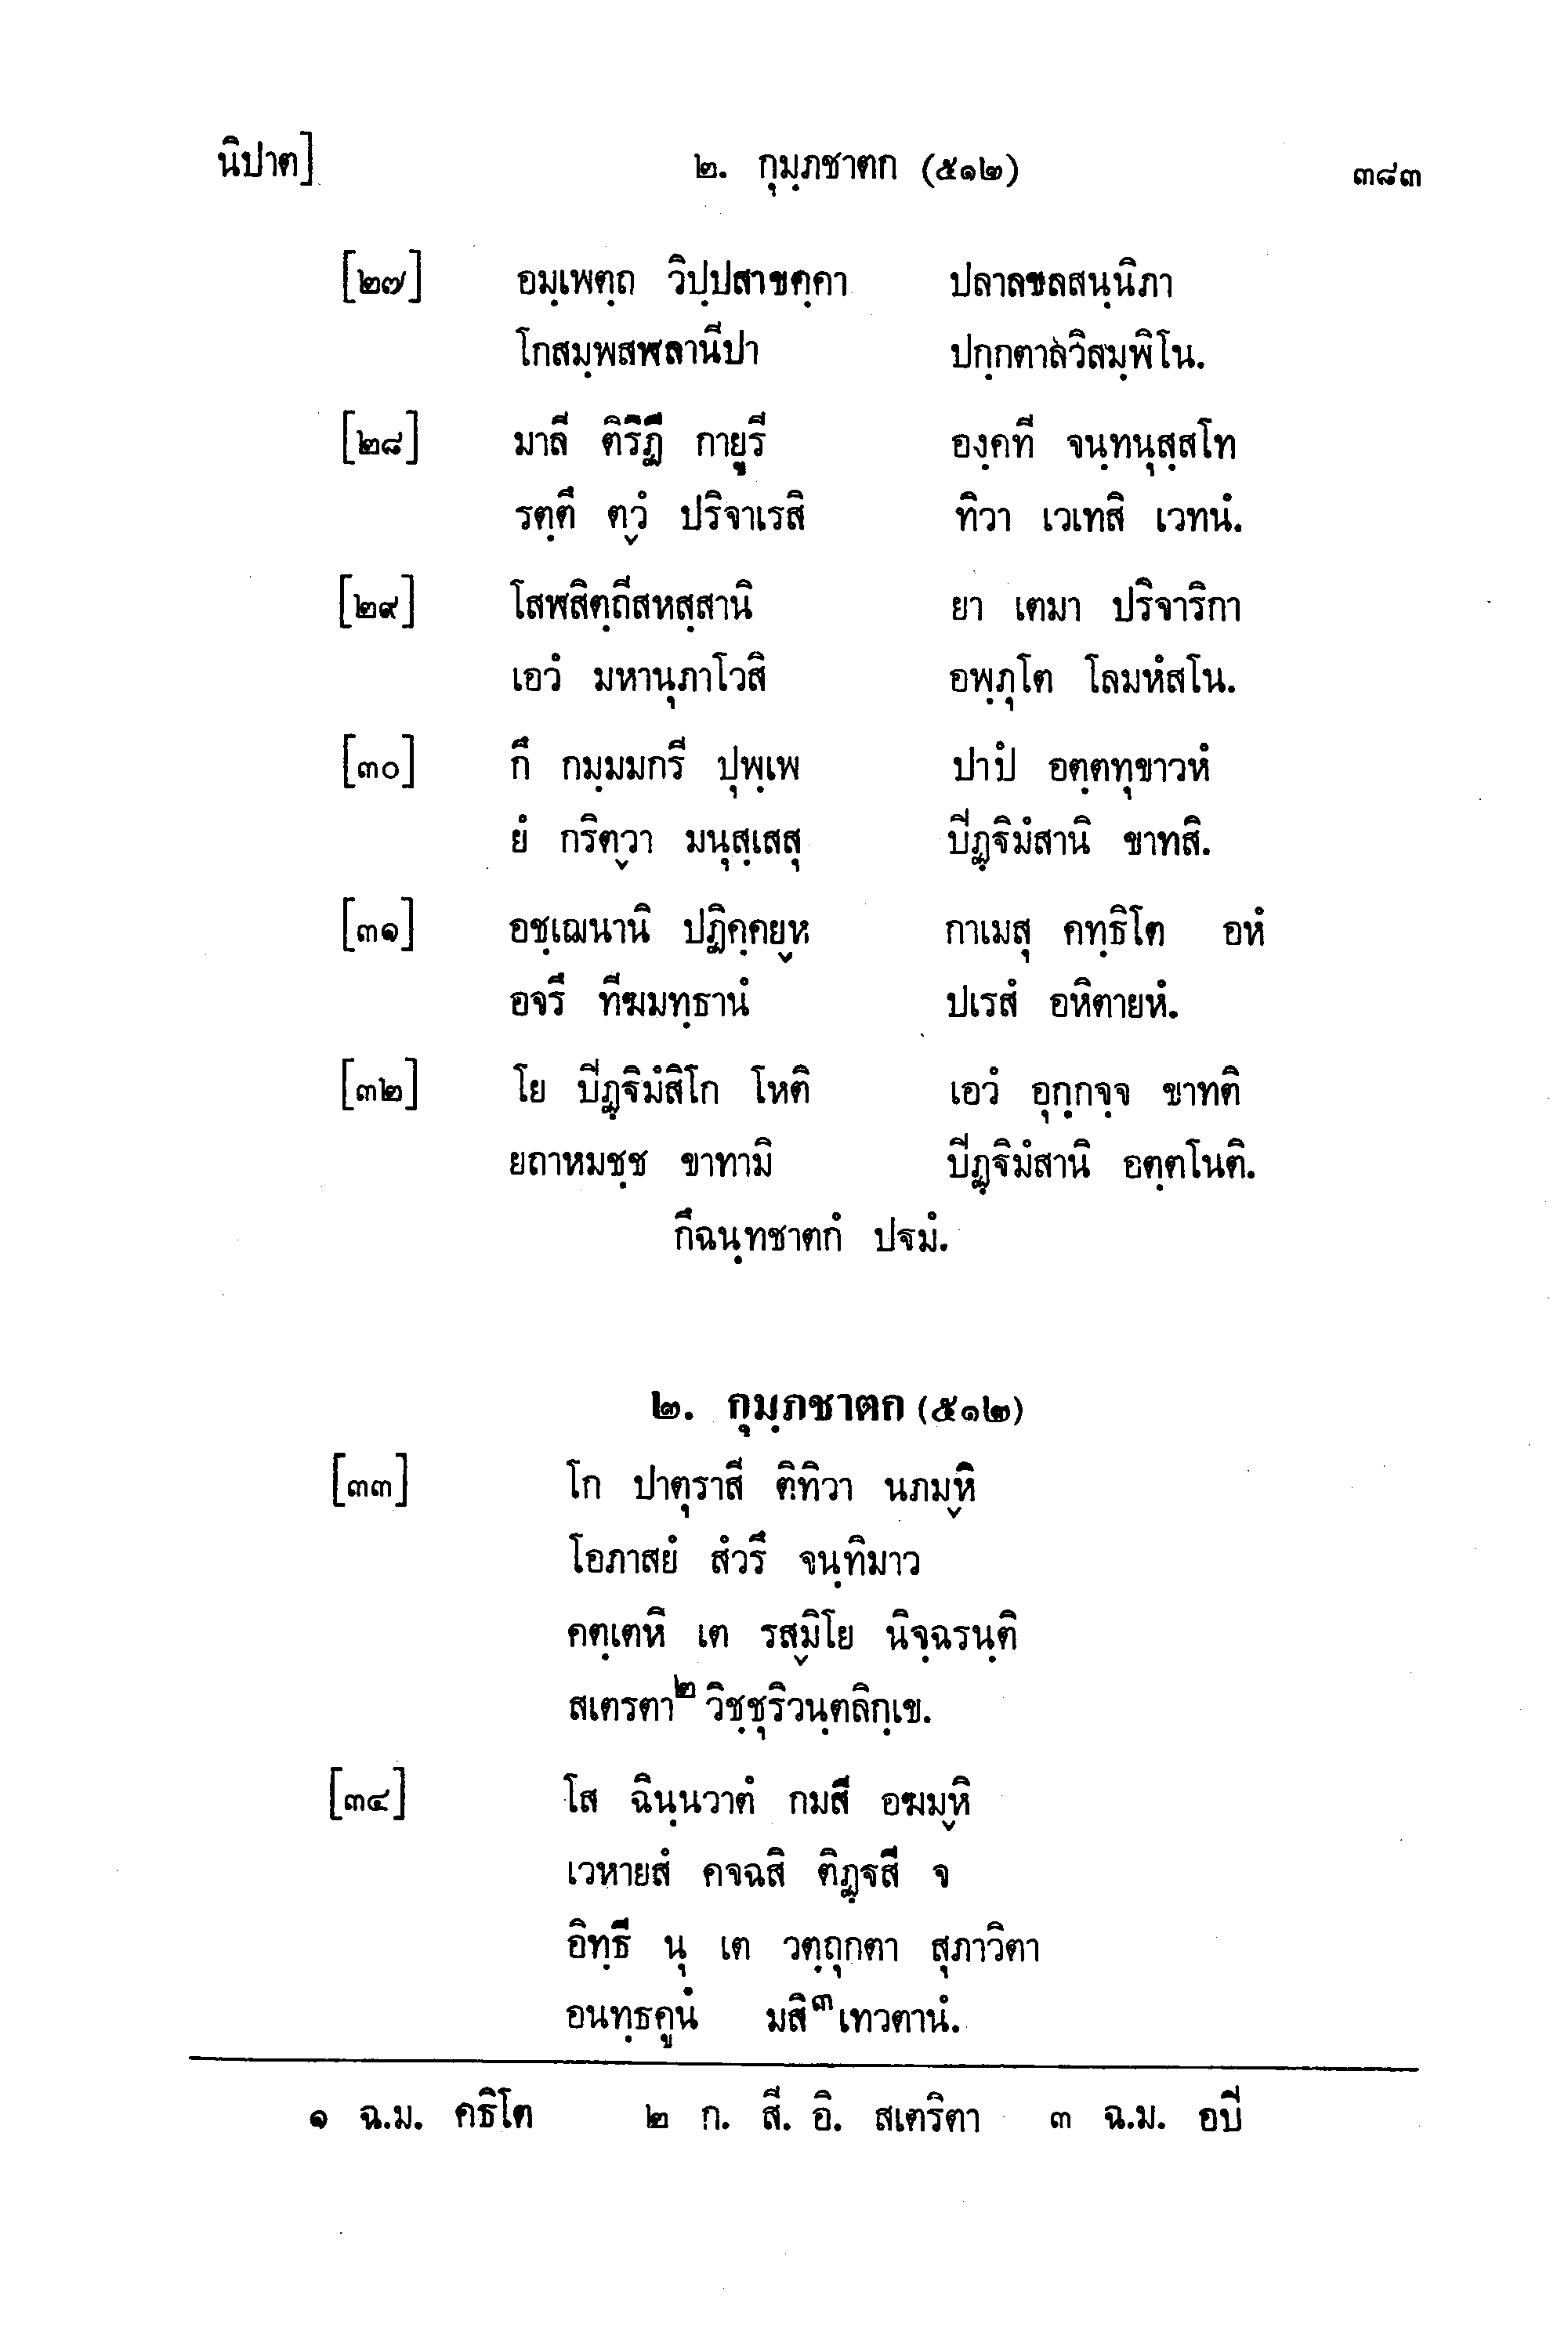 นิปาต] ๒. กุมฺภชาตก (๕๑๒) ๓๘๓
[๒๗] อมฺเพตฺถ วิปฺปสาขคฺคา ปลาลขลสนฺนิภา
โกสมฺพสฬลานีปา ปกฺกตาลวิลมฺพิโน.
[๒๘] มาลี ติรีฏี กายูรี องฺคที จนฺทนุสฺสโท
รตฺตึ ตฺวํ ปริจาเรสิ ทิวา เวเทสิ เวทนํ.
[๒๙] โสฬสิตฺถีสหสฺสานิ ยา เตมา ปริจาริกา
เอวํ มหานุภาโวสิ อพฺภุโต โลมหํสโน.
[๓๐] กึ กมฺมมกรี ปุพฺเพ ปาปํ อตฺตทุขาวหํ
ยํ กริตฺวา มนุสฺเสสุ ปีฏฺฐิมํสานิ ขาทสิ.
[๓๑] อชฺเฌนานิ ปฏิคฺคยฺห กาเมสุ คทฺธิโต อหํ
อจรึ ทีฆมทฺธานํ ปเรสํ อหิตายหํ.
[๓๒] โย ปีฏฺฐิมํสิโก โหติ เอวํ อุกฺกจฺจ ขาทติ
ยถาหมชฺช ขาทามิ ปีฏฺฐิมํสานิ อตฺตโนติ.
กึฉนฺทชาตกํ ปฐมํ.
๒. กุมฺภชาตก (๕๑๒)
[๓๓] โก ปาตุราสี ติทิวา นภมฺหิ
โอภาสยํ สํวรึ จนฺทิมาว
คตฺเตหิ เต รสฺมิโย นิจฺฉรนฺติ
สเตรตา๒ วิชฺชุริวนฺตลิกฺเข.
[๓๔] โส ฉินฺนวาตํ กมสี อฆมฺหิ
เวหายสํ คจฉสิ ติฏฺฐสี จ
อิทฺธี นุ เต วตฺถุกตา สุภาวิตา
อนทฺธคูนํ มสิ๓ เทวตานํ.
๑ ฉ.ม. คธิโต ๒ ก. สี. อิ. สเตริตา ๓ ฉ.ม. อปี